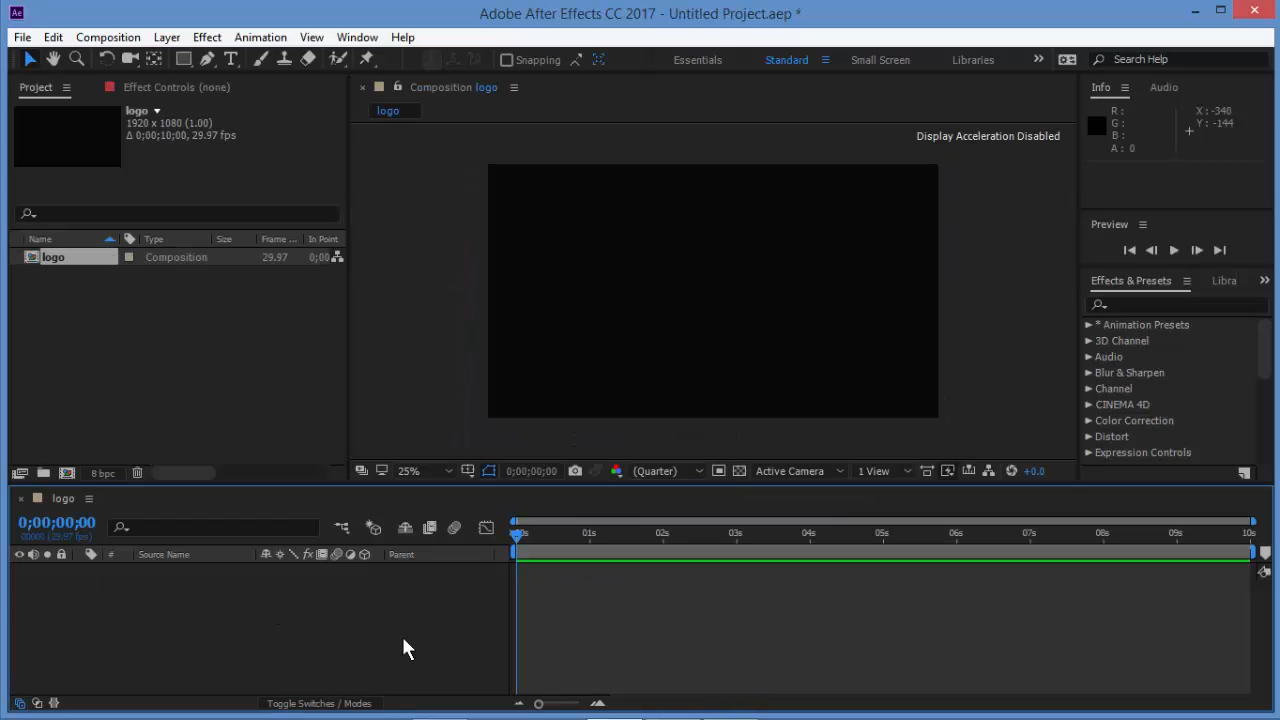 Ae
Adobe After Effects CC 2017 - Untitled Project.aep *
File Edit Composition Layer Effect Animation View Window Help
Snapping
Essentials Standard Small Screen Libraries
Search Help
Project
Effect Controls (none)
logo
1920 x 1080 (1.00)
Δ 0;00;10;00, 29.97 fps
Name Type Size Frame ... In Point
logo Composition 29.97 0;00
8 bpc
Composition logo
logo
Display Acceleration Disabled
25% 0;00;00;00 (Quarter) Active Camera 1 View +0.0
Info Audio
R :
G :
B :
A : 0
X : -340
Y : -144
Preview
Effects & Presets Libra
* Animation Presets
3D Channel
Audio
Blur & Sharpen
Channel
CINEMA 4D
Color Correction
Distort
Expression Controls
logo
0;00;00;00
00000 (29.97 fps)
# Source Name Parent
:00s 01s 02s 03s 04s 05s 06s 07s 08s 09s 10s
Toggle Switches / Modes